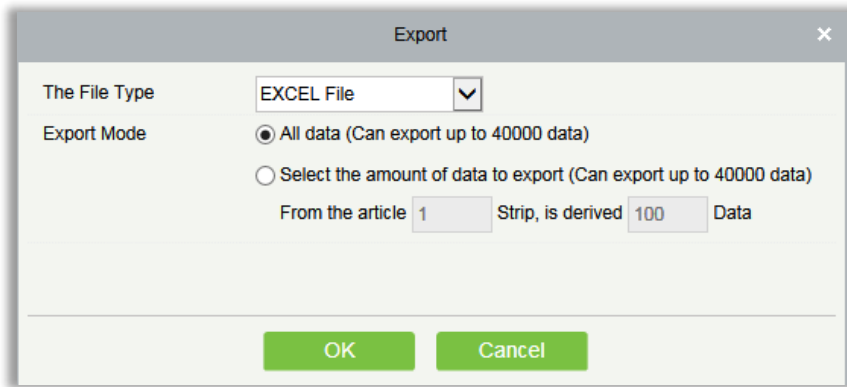 Export
The File Type EXCEL File
Export Mode All data (Can export up to 40000 data)
Select the amount of data to export (Can export up to 40000 data)
From the article 1 Strip, is derived 100 Data
OK Cancel